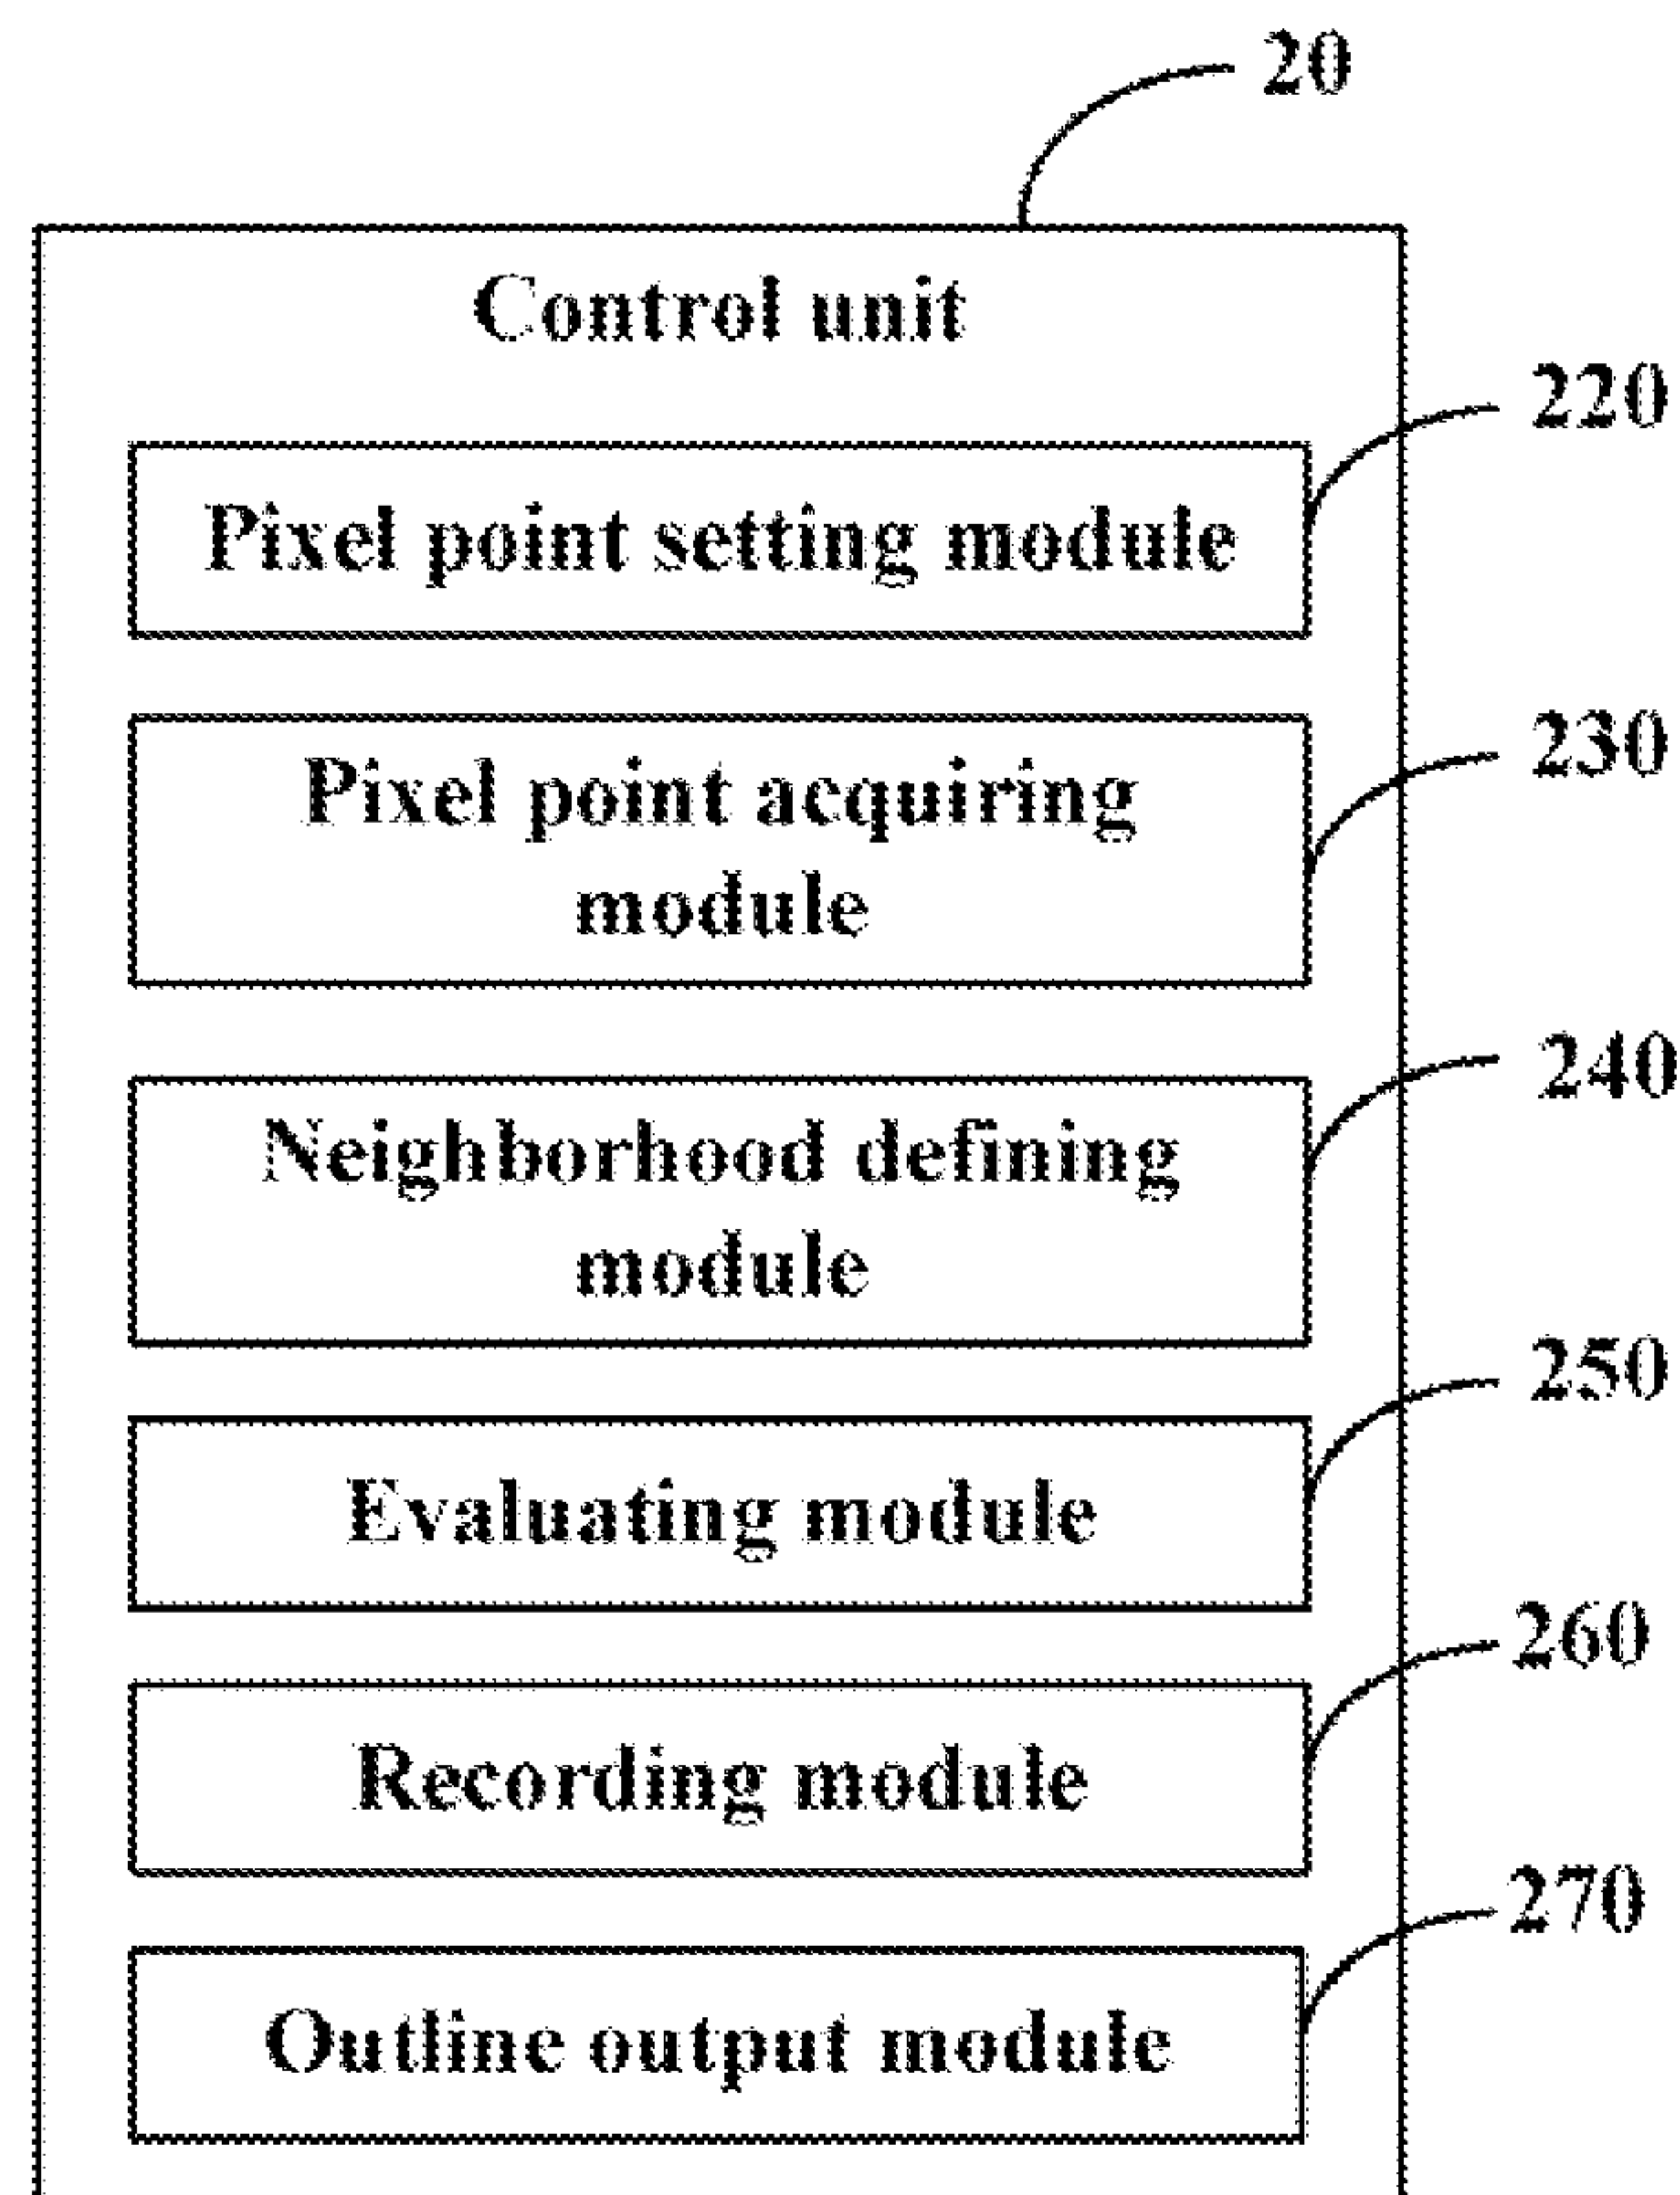 20
Control unit
220
Pixel point setting module
230
Pixel point acquiring
module
240
Neighborhood defining
module
250
Evaluating module
260
Recording module
270
Outline output module